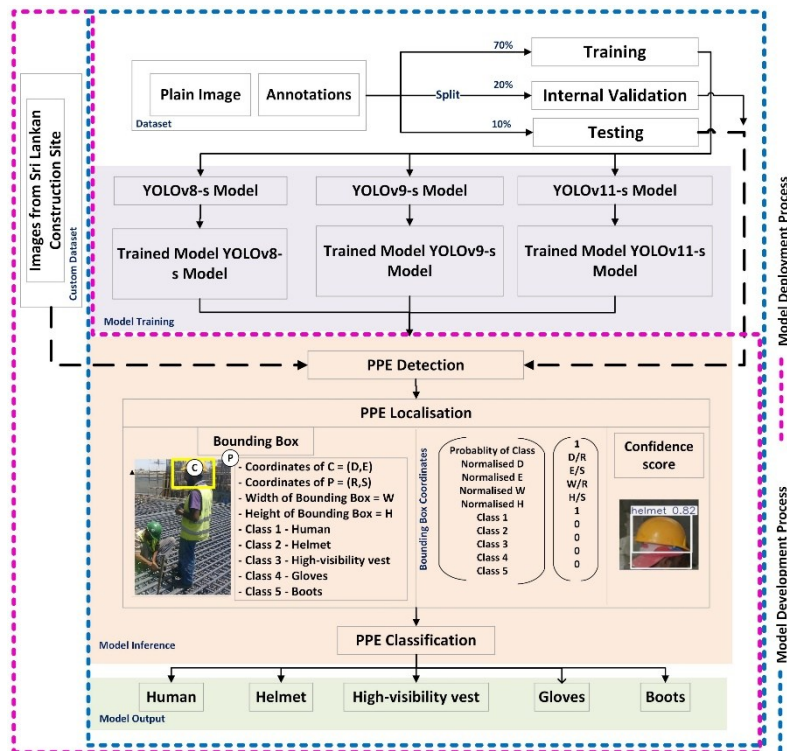 70%
Training
Plain Image
Annotations
Split
20%
Internal Validation
Dataset
10%
Testing
Images from Sri Lankan
Construction Site
Custom Dataset
YOLOv8-s Model
YOLOv9-s Model
YOLOv11-s Model
Trained Model YOLOv8-
s Model
Trained Model
YOLOv9-s Model
Trained Model
YOLOv11-s Model
Model Training
PPE Detection
PPE Localisation
Bounding Box
C
P
- Coordinates of C = (D,E)
- Coordinates of P = (R,S)
- Width of Bounding Box = W
- Height of Bounding Box = H
- Class 1 - Human
- Class 2 - Helmet
- Class 3 - High-visibility vest
- Class 4 - Gloves
- Class 5 - Boots
Bounding Box Coordinates
Probablity of Class
Normalised D
Normalised E
Normalised W
Normalised H
Class 1
Class 2
Class 3
Class 4
Class 5
1
D/R
E/S
W/R
H/S
1
0
0
0
0
Confidence
score
helmet 0.82
Model Inference
PPE Classification
Human
Helmet
High-visibility vest
Gloves
Boots
Model Output
Model Deployment Process
Model Development Process